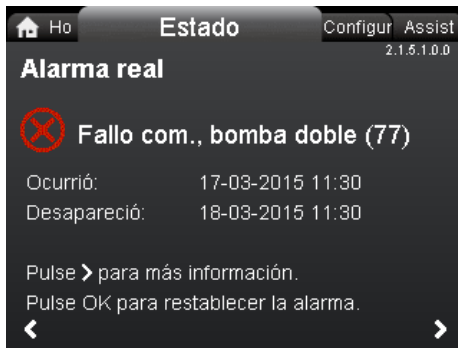 Ho Estado Configur Assist
2.1.5.1.0.0
Alarma real
Fallo com., bomba doble (77)
Ocurrió: 17-03-2015 11:30
Desapareció: 18-03-2015 11:30
Pulse > para más información.
Pulse OK para restablecer la alarma.